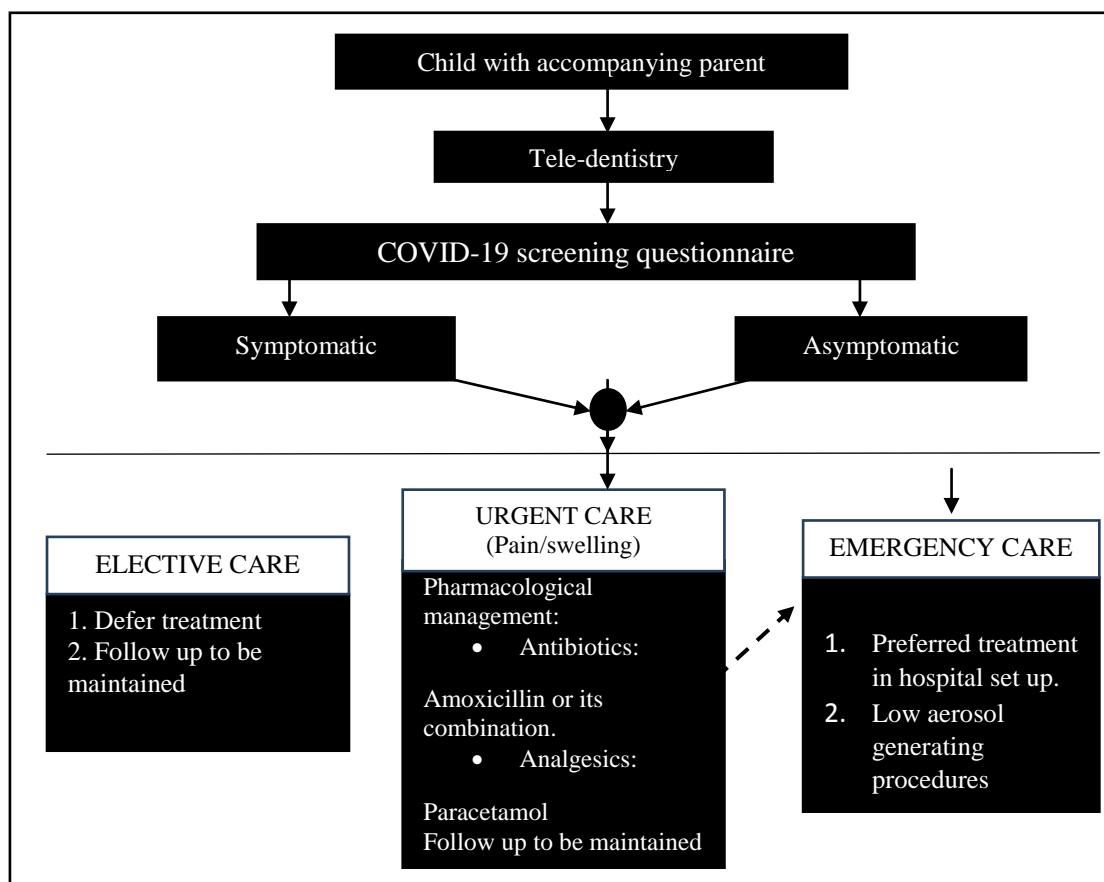 Child with accompanying parent
Tele-dentistry
COVID-19 screening questionnaire
Symptomatic
Asymptomatic
ELECTIVE CARE
1. Defer treatment
2. Follow up to be
maintained
URGENT CARE
(Pain/swelling)
Pharmacological
management:
• Antibiotics:
Amoxicillin or its
combination.
• Analgesics:
Paracetamol
Follow up to be maintained
EMERGENCY CARE
1. Preferred treatment
in hospital set up.
2. Low aerosol
generating
procedures